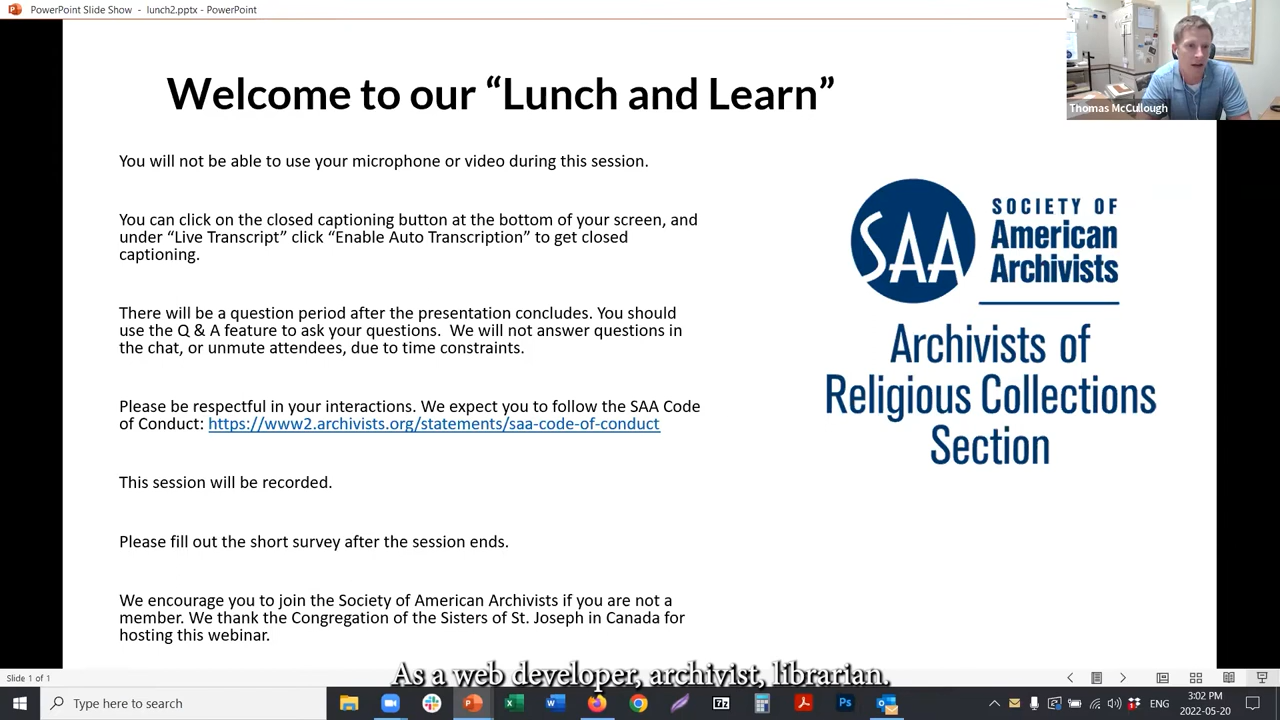 PowerPoint Slide Show - lunch2.pptx - PowerPoint
Thomas McCullough
Welcome to our “Lunch and Learn”
You will not be able to use your microphone or video during this session.
You can click on the closed captioning button at the bottom of your screen, and
under “Live Transcript” click “Enable Auto Transcription” to get closed
captioning.
There will be a question period after the presentation concludes. You should
use the Q & A feature to ask your questions.  We will not answer questions in
the chat, or unmute attendees, due to time constraints.
Please be respectful in your interactions. We expect you to follow the SAA Code
of Conduct: https://www2.archivists.org/statements/saa-code-of-conduct
This session will be recorded.
Please fill out the short survey after the session ends.
We encourage you to join the Society of American Archivists if you are not a
member. We thank the Congregation of the Sisters of St. Joseph in Canada for
hosting this webinar.
SAA
SOCIETY OF
American
Archivists
Archivists of
Religious Collections
Section
As a web developer, archivist, librarian.
Slide 1 of 1
Type here to search
ENG
3:02 PM
2022-05-20